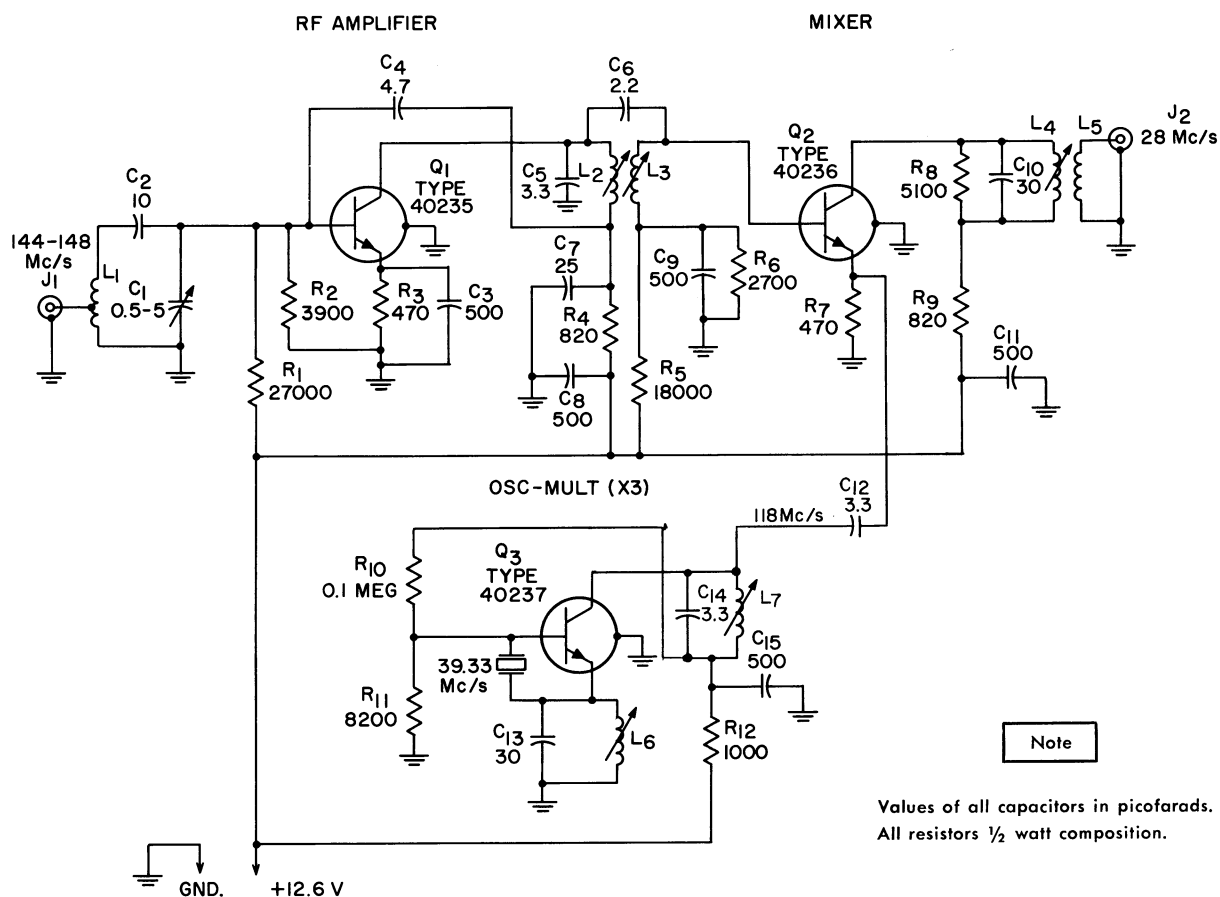 RF AMPLIFIER
MIXER
C4
4.7
C6
2.2
J2
28 Mc/s
L4
L5
Q2
TYPE
40236
Q1
TYPE
40235
C5
3.3
L2
L3
R8
5100
C10
30
C2
10
144-148
Mc/s
J1
L1
C1
0.5-5
R2
3900
R3
470
C3
500
C7
25
C9
500
R6
2700
R7
470
R9
820
R4
820
C11
500
R1
27000
C8
500
R5
18000
OSC-MULT (X3)
C12
3.3
118Mc/s
Q3
TYPE
40237
R10
0.1 MEG
C14
3.3
L7
C15
500
39.33
Mc/s
R11
8200
C13
30
L6
R12
1000
Note
Values of all capacitors in picofarads.
All resistors ½ watt composition.
GND.
+12.6 V